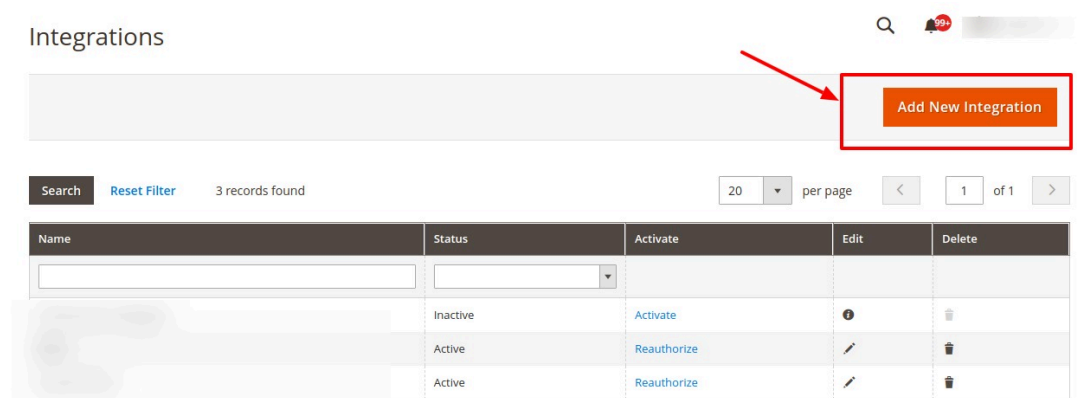 Integrations
99+
Add New Integration
Search Reset Filter 3 records found 20 per page 1 of 1
Name Status Activate Edit Delete
Inactive Activate
Active Reauthorize
Active Reauthorize